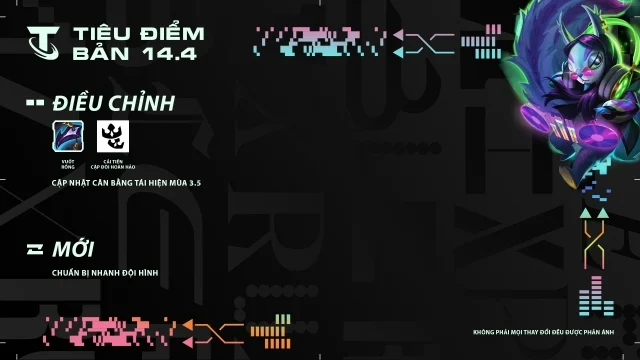 TIÊU ĐIỂM
BẢN 14.4
ĐIỀU CHỈNH
VUỐT
RỒNG
CẢI TIẾN
CẶP ĐÔI HOÀN HẢO
CẬP NHẬT CÂN BẰNG TÁI HIỆN MÙA 3.5
MỚI
CHUẨN BỊ NHANH ĐỘI HÌNH
KHÔNG PHẢI MỌI THAY ĐỔI ĐỀU ĐƯỢC PHẢN ÁNH